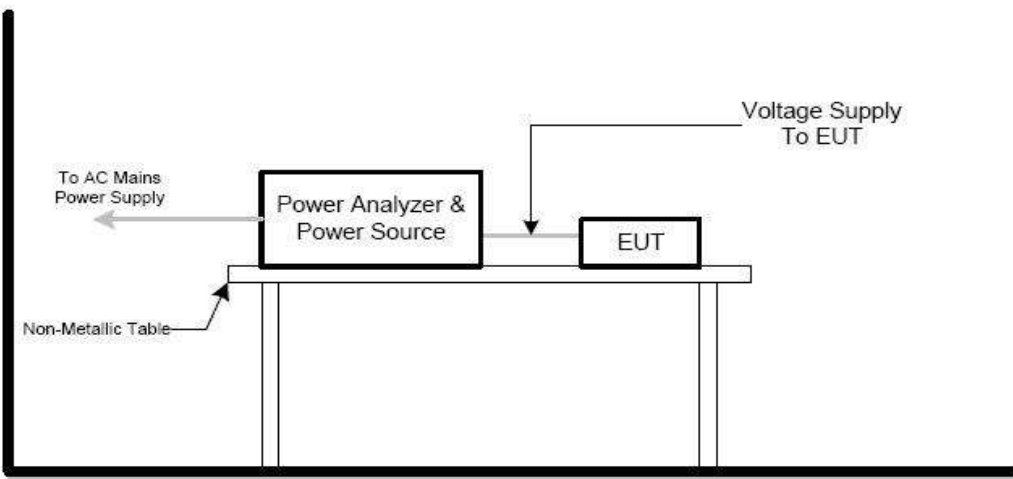 Voltage Supply
To EUT
To AC Mains
Power Supply
Power Analyzer &
Power Source
EUT
Non-Metallic Table